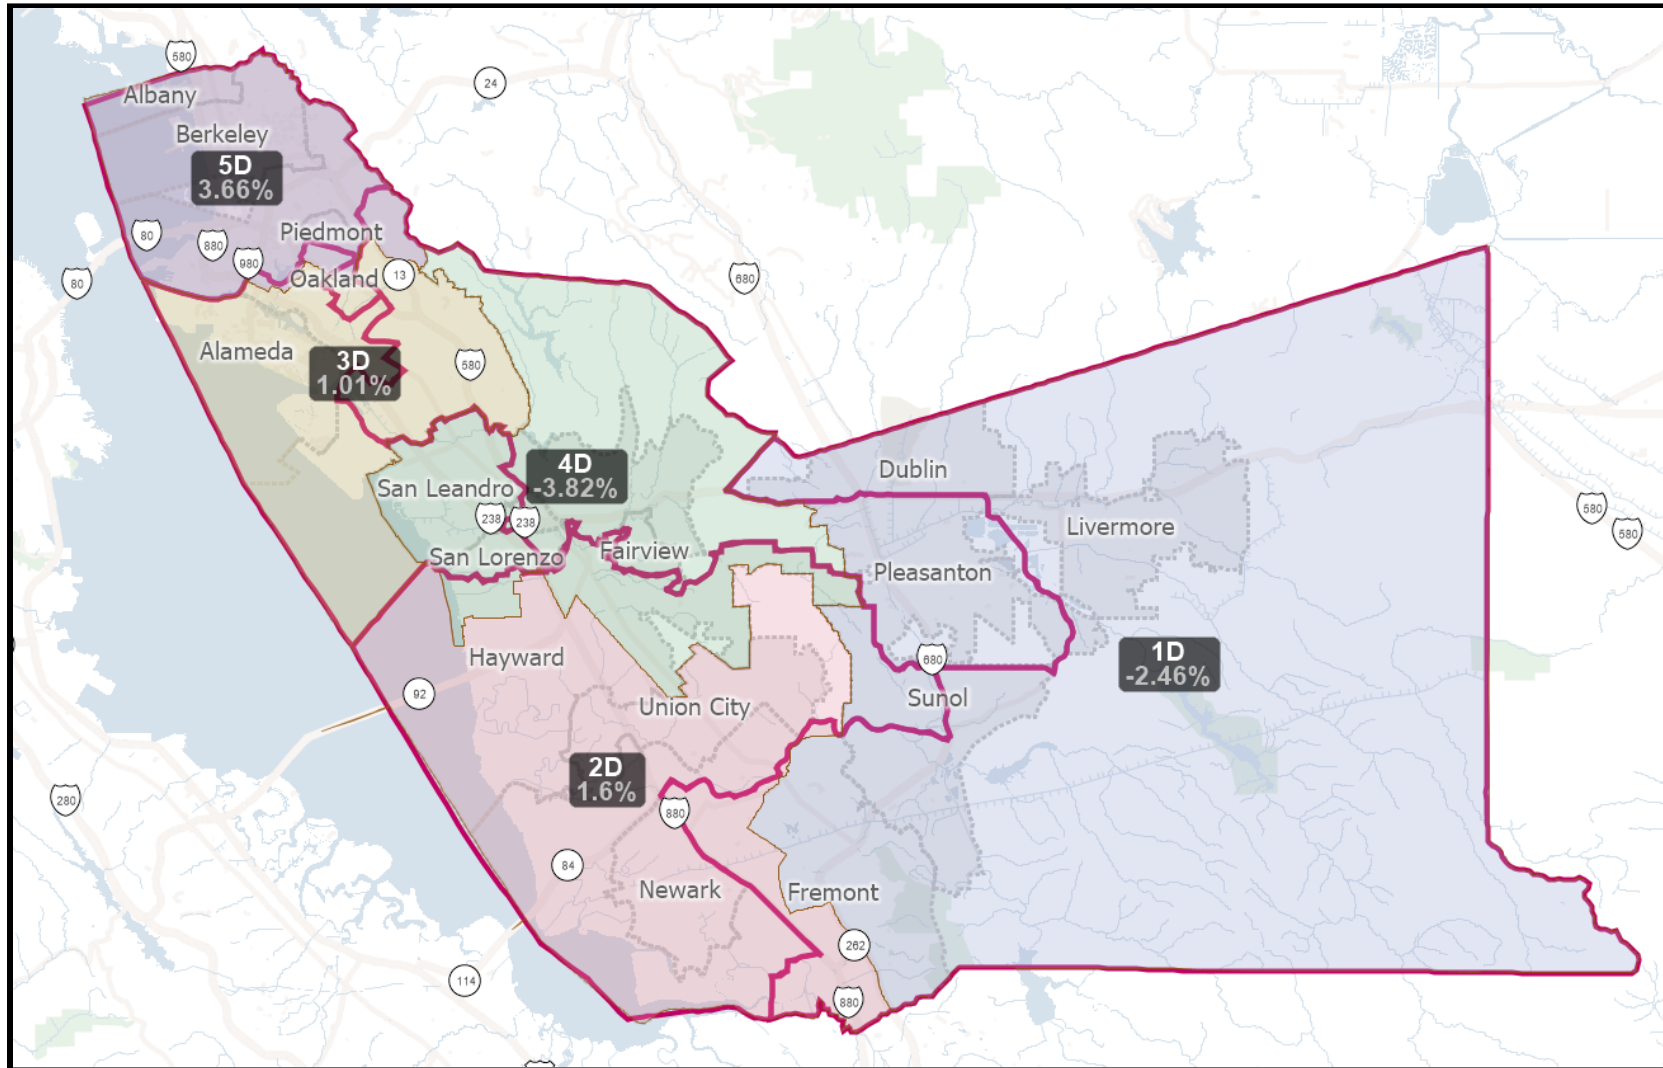 580
Albany
24
Berkeley
5D
3.66%
80
880
Piedmont
980
80
Oakland
13
680
Alameda
3D
1.01%
580
4D
-3.82%
San Leandro
Dublin
238
238
Livermore
580
580
San Lorenzo
Fairview
Pleasanton
Hayward
680
1D
-2.46%
92
Union City
Sunol
2D
1.6%
280
880
84
Newark
Fremont
262
114
880